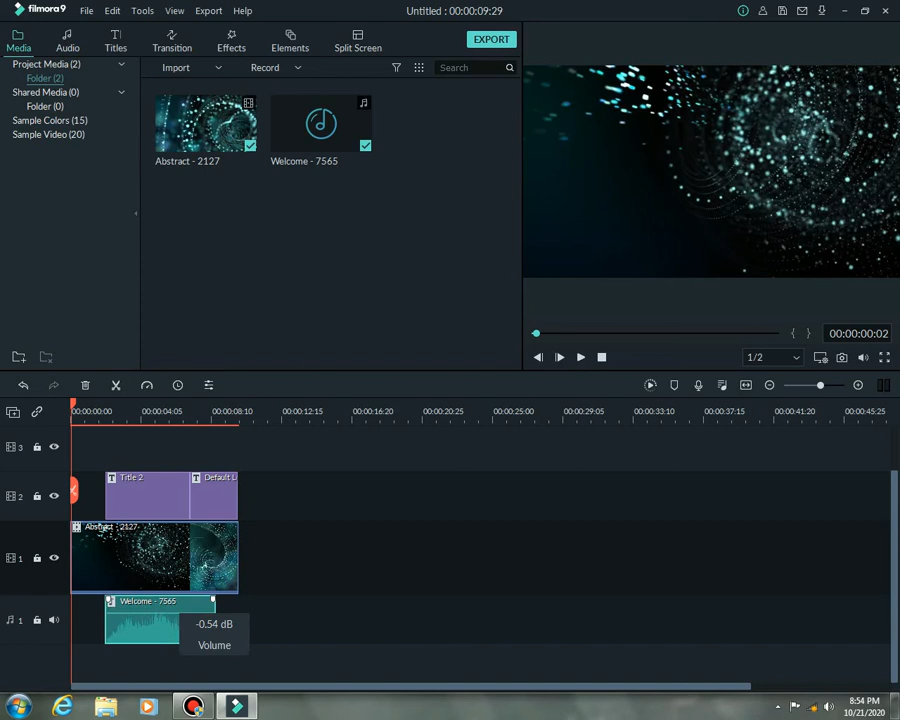 filmora9 File Edit Tools View Export Help Untitled : 00:00:09:29
Media Audio Titles Transition Effects Elements Split Screen EXPORT
Project Media (2) Import Record Search
Folder (2)
Shared Media (0)
Folder (0)
Sample Colors (15)
Sample Video (20)
Abstract - 2127 Welcome - 7565
00:00:00:02
1/2
00:00:00:00 00:00:04:05 00:00:08:10 00:00:12:15 00:00:16:20 00:00:20:25 00:00:25:00 00:00:29:05 00:00:33:10 00:00:37:15 00:00:41:20 00:00:45:25
3
T Title 2 T Default L
2
Abstract - 2127
1
Welcome - 7565
1
-0.54 dB
Volume
8:54 PM
10/21/2020